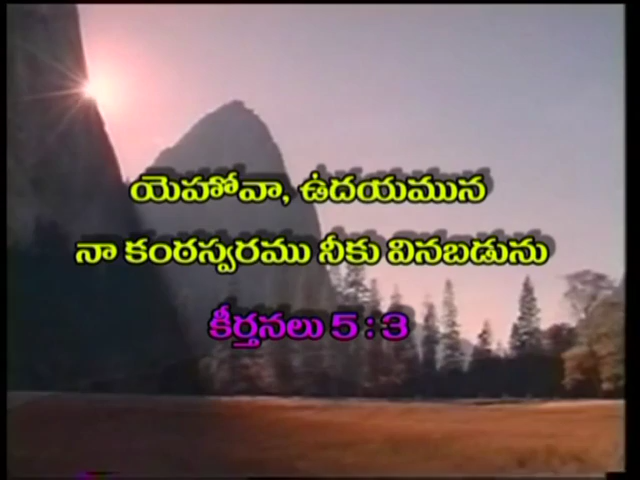 యెహోవా, ఉదయమున
నా కంఠస్వరము నీకు వినబడును
కీర్తనలు 5 : 3